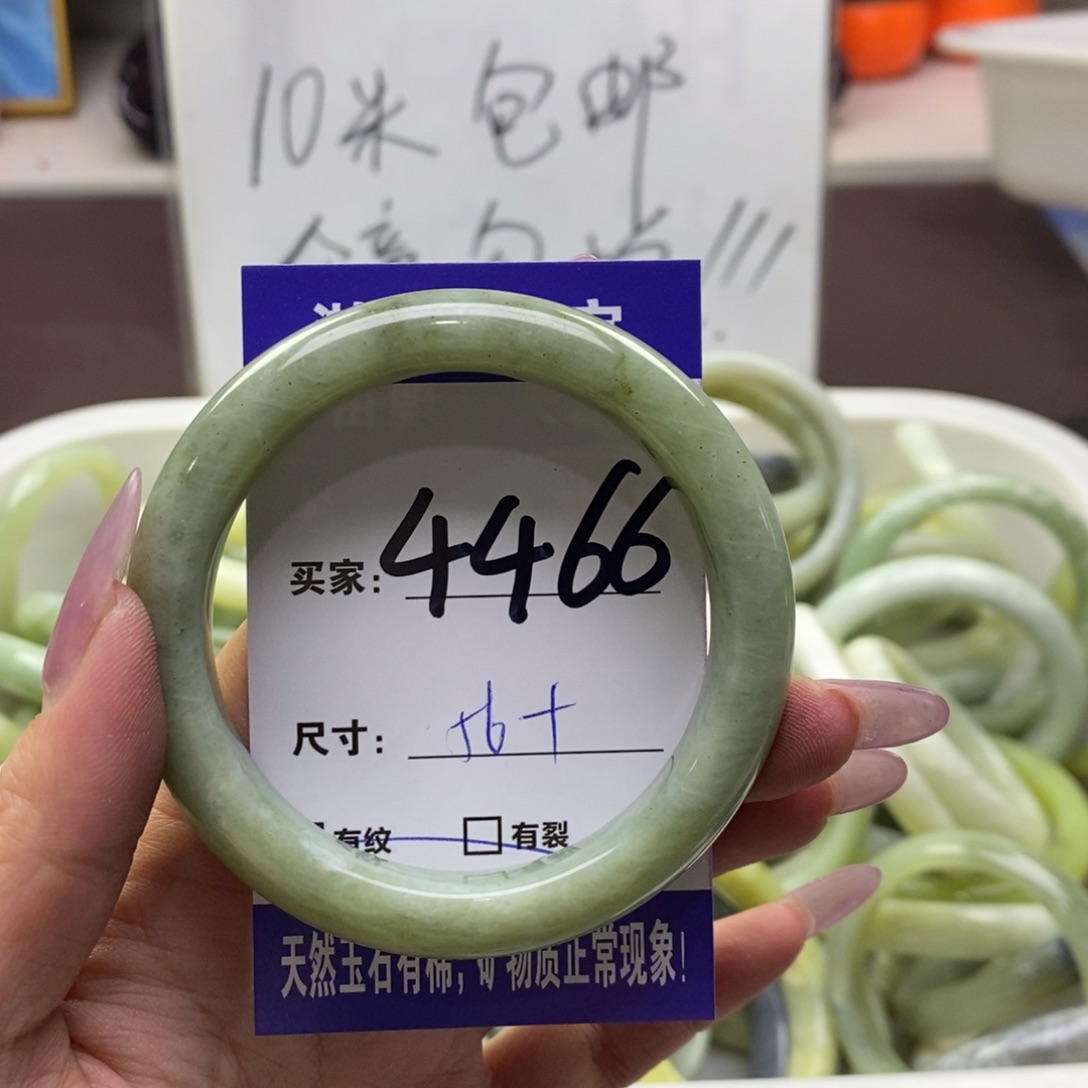 10米包邮
买家：4466
尺寸：56+
有纹 有裂
天然玉石有棉，矿物质正常现象！